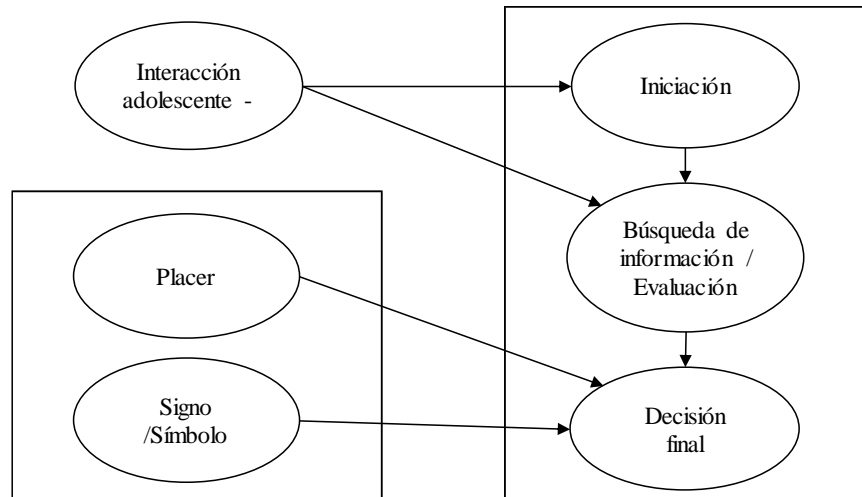 Interacción
adolescente -
Iniciación
Búsqueda de
información /
Evaluación
Placer
Signo
/Símbolo
Decisión
final